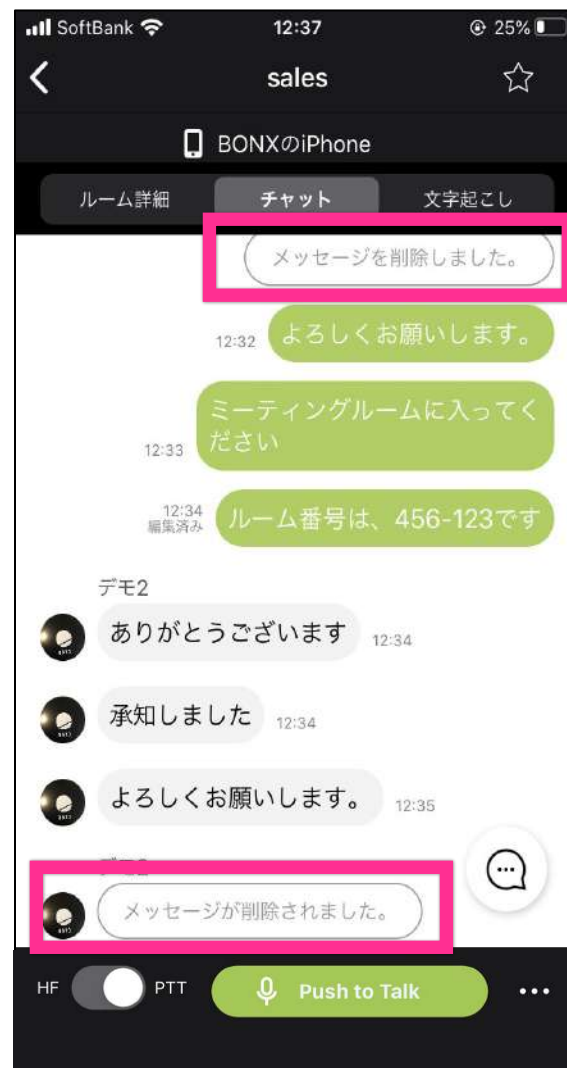 SoftBank 12:37 25%
sales
BONXのiPhone
ルーム詳細 チャット 文字起こし
メッセージを削除しました。
12:32 よろしくお願いします。
ミーティングルームに入ってく
12:33 ださい
12:34
編集済み ルーム番号は、456-123です
デモ2
ありがとうございます 12:34
承知しました 12:34
よろしくお願いします。 12:35
メッセージが削除されました。
HF PTT Push to Talk